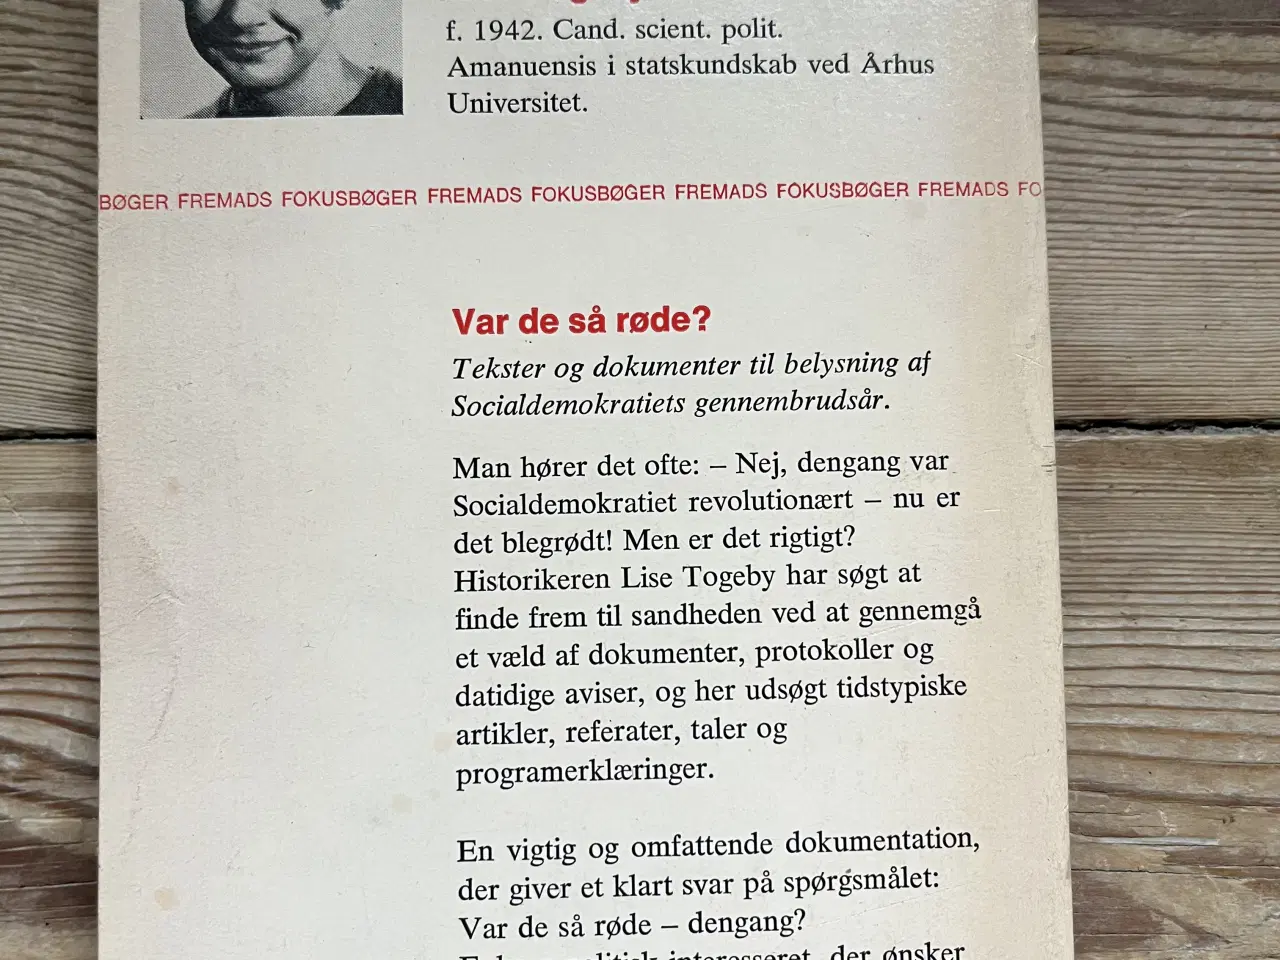 f. 1942. Cand. scient. polit.
Amanuensis i statskundskab ved Århus
Universitet.
BØGER FREMADS FOKUSBØGER FREMADS FOKUSBØGER FREMADS FOKUSBØGER FREMADS FO
Var de så røde?
Tekster og dokumenter til belysning af
Socialdemokratiets gennembrudsår.
Man hører det ofte: – Nej, dengang var
Socialdemokratiet revolutionært – nu er
det blegrødt! Men er det rigtigt?
Historikeren Lise Togeby har søgt at
finde frem til sandheden ved at gennemgå
et væld af dokumenter, protokoller og
datidige aviser, og her udsøgt tidstypiske
artikler, referater, taler og
programerklæringer.
En vigtig og omfattende dokumentation,
der giver et klart svar på spørgsmålet:
Var de så røde – dengang?
interesseret, der ønsker